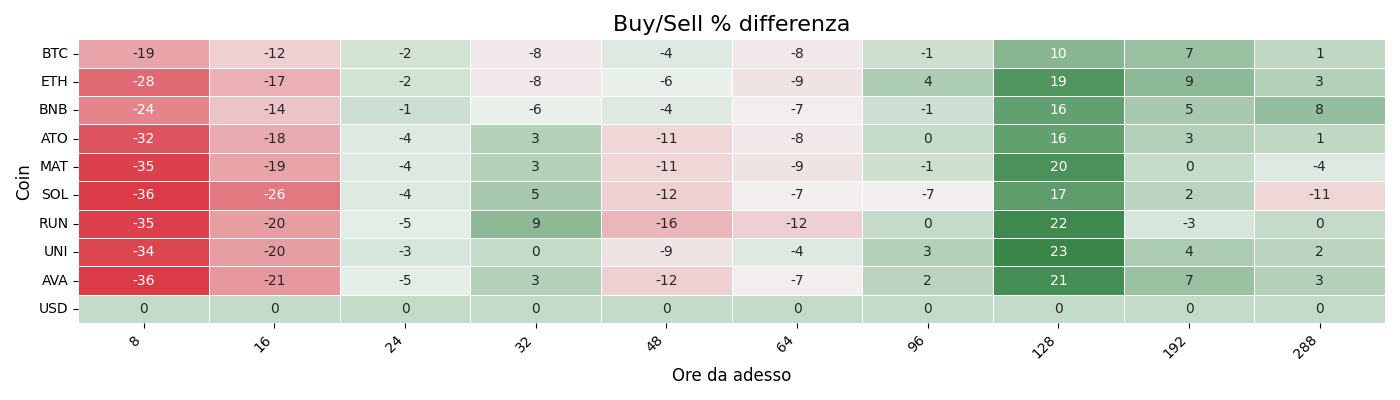 Buy/Sell % differenza
BTC -19 -12 -2 -8 -4 -8 -1 10 7 1
ETH -28 -17 -2 -8 -6 -9 4 19 9 3
BNB -24 -14 -1 -6 -4 -7 -1 16 5 8
ATO -32 -18 -4 3 -11 -8 0 16 3 1
MAT -35 -19 -4 3 -11 -9 -1 20 0 -4
SOL -36 -26 -4 5 -12 -7 -7 17 2 -11
RUN -35 -20 -5 9 -16 -12 0 22 -3 0
UNI -34 -20 -3 0 -9 -4 3 23 4 2
AVA -36 -21 -5 3 -12 -7 2 21 7 3
USD 0 0 0 0 0 0 0 0 0 0
Coin
8 16 24 32 48 64 96 128 192 288
Ore da adesso